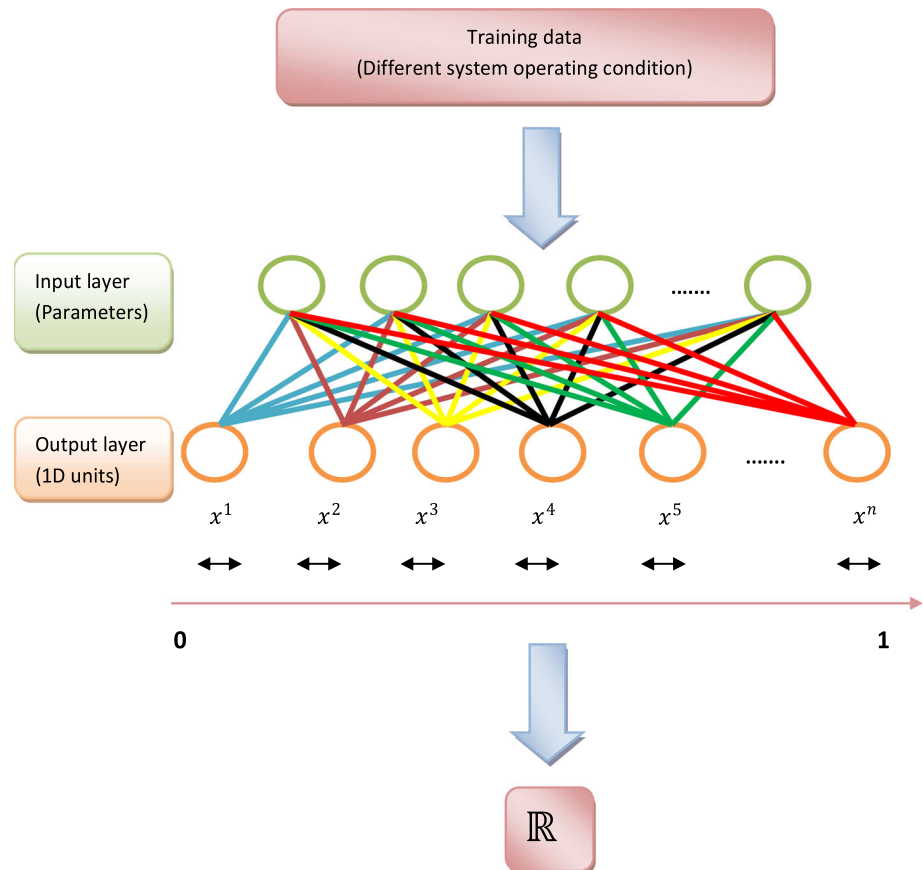 Training data
(Different system operating condition)
Input layer
(Parameters)
.......
Output layer
(1D units)
.......
x¹ x² x³ x⁴ x⁵ xⁿ
0 1
ℝ